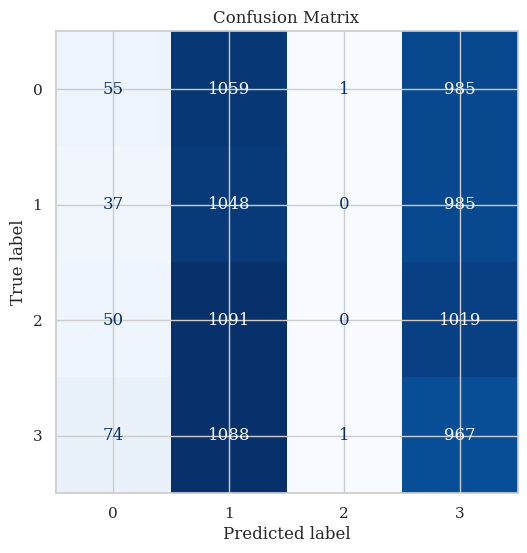 Confusion Matrix
0 55 1059 1 985
1 37 1048 0 985
2 50 1091 0 1019
3 74 1088 1 967
0 1 2 3
Predicted label
True label